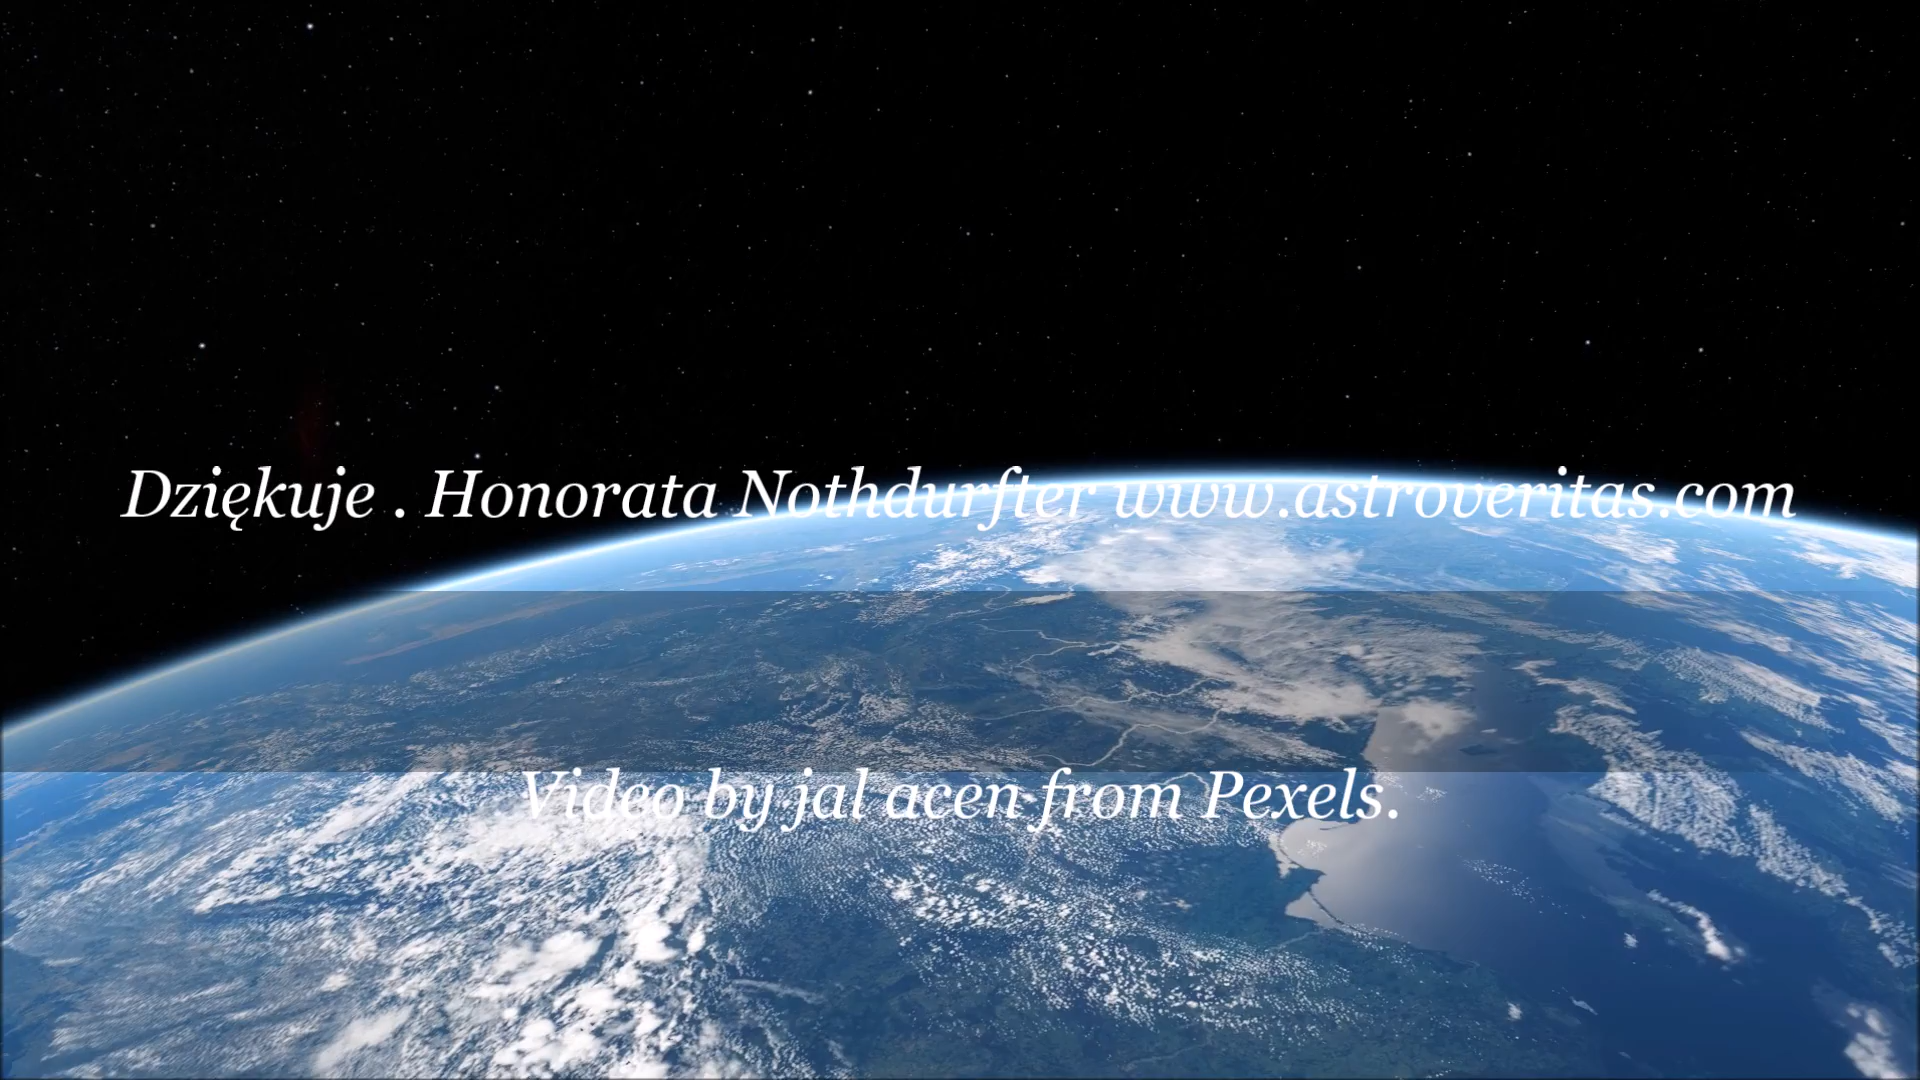 Dziękuje . Honorata Nothdurfter www.astroveritas.com
Video by jal acen from Pexels.